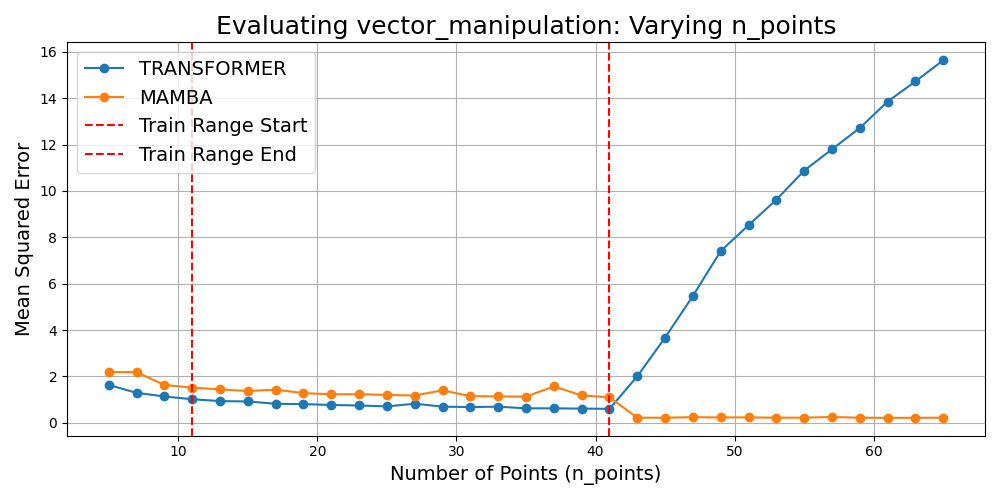 Evaluating vector_manipulation: Varying n_points
Mean Squared Error
16
14
12
10
8
6
4
2
0
TRANSFORMER
MAMBA
Train Range Start
Train Range End
10 20 30 40 50 60
Number of Points (n_points)